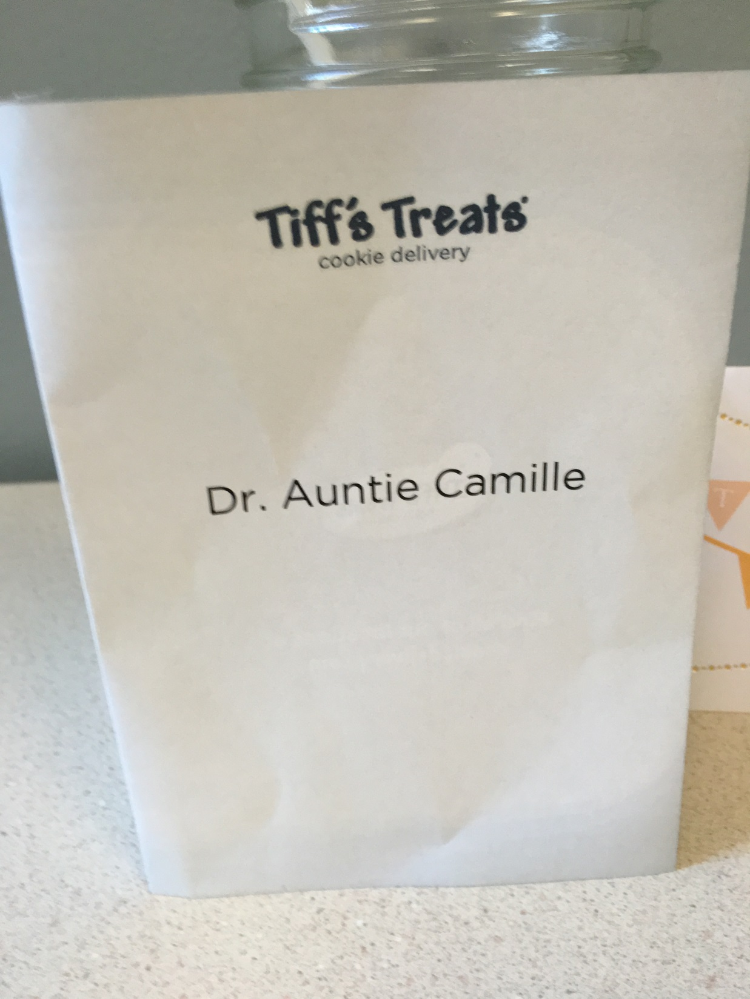 Tiff's Treats
cookie delivery
Dr. Auntie Camille
T